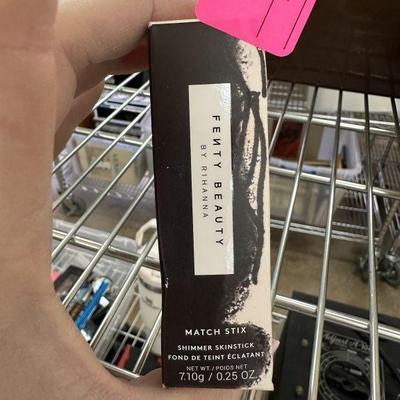 FENTY BEAUTY
BY RIHANNA
MATCH STIX
SHIMMER SKINSTICK
FOND DE TEINT ÉCLATANT
NET WT. / POIDS NET
7.10g / 0.25 OZ.